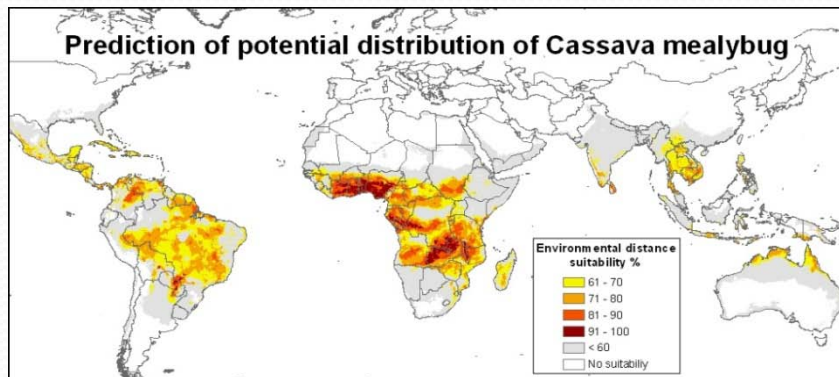 Prediction of potential distribution of Cassava mealybug
Environmental distance
suitability %
61 - 70
71 - 80
81 - 90
91 - 100
< 60
No suitabiliy